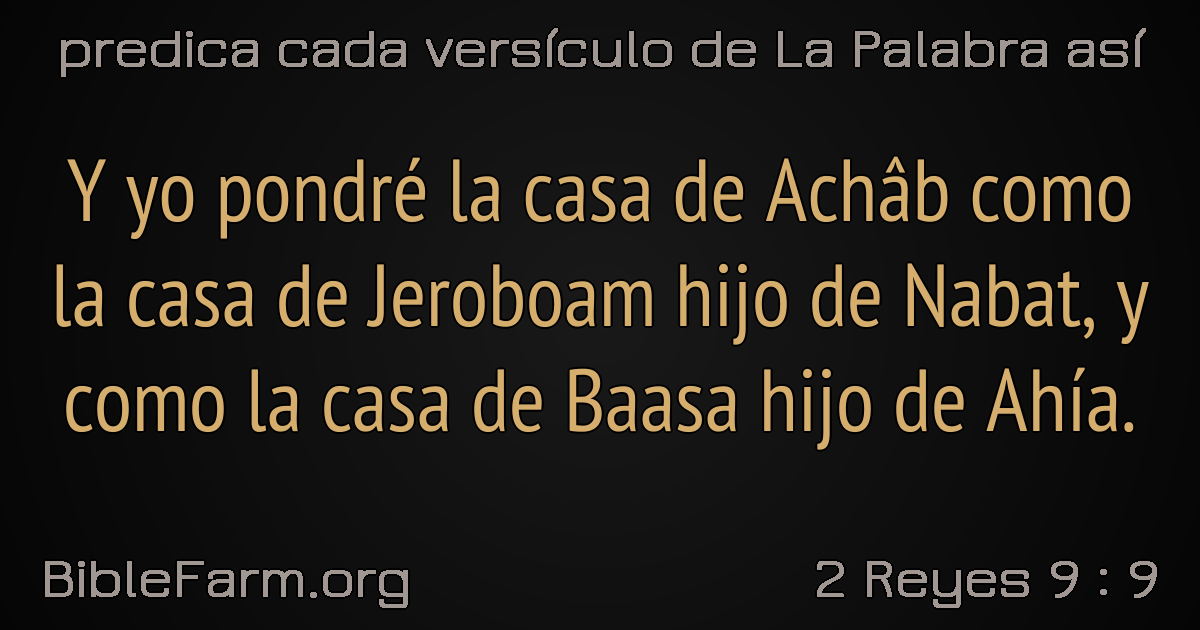 predica cada versículo de La Palabra así
Y yo pondré la casa de Achâb como
la casa de Jeroboam hijo de Nabat, y
como la casa de Baasa hijo de Ahía.
BibleFarm.org
2 Reyes 9 : 9